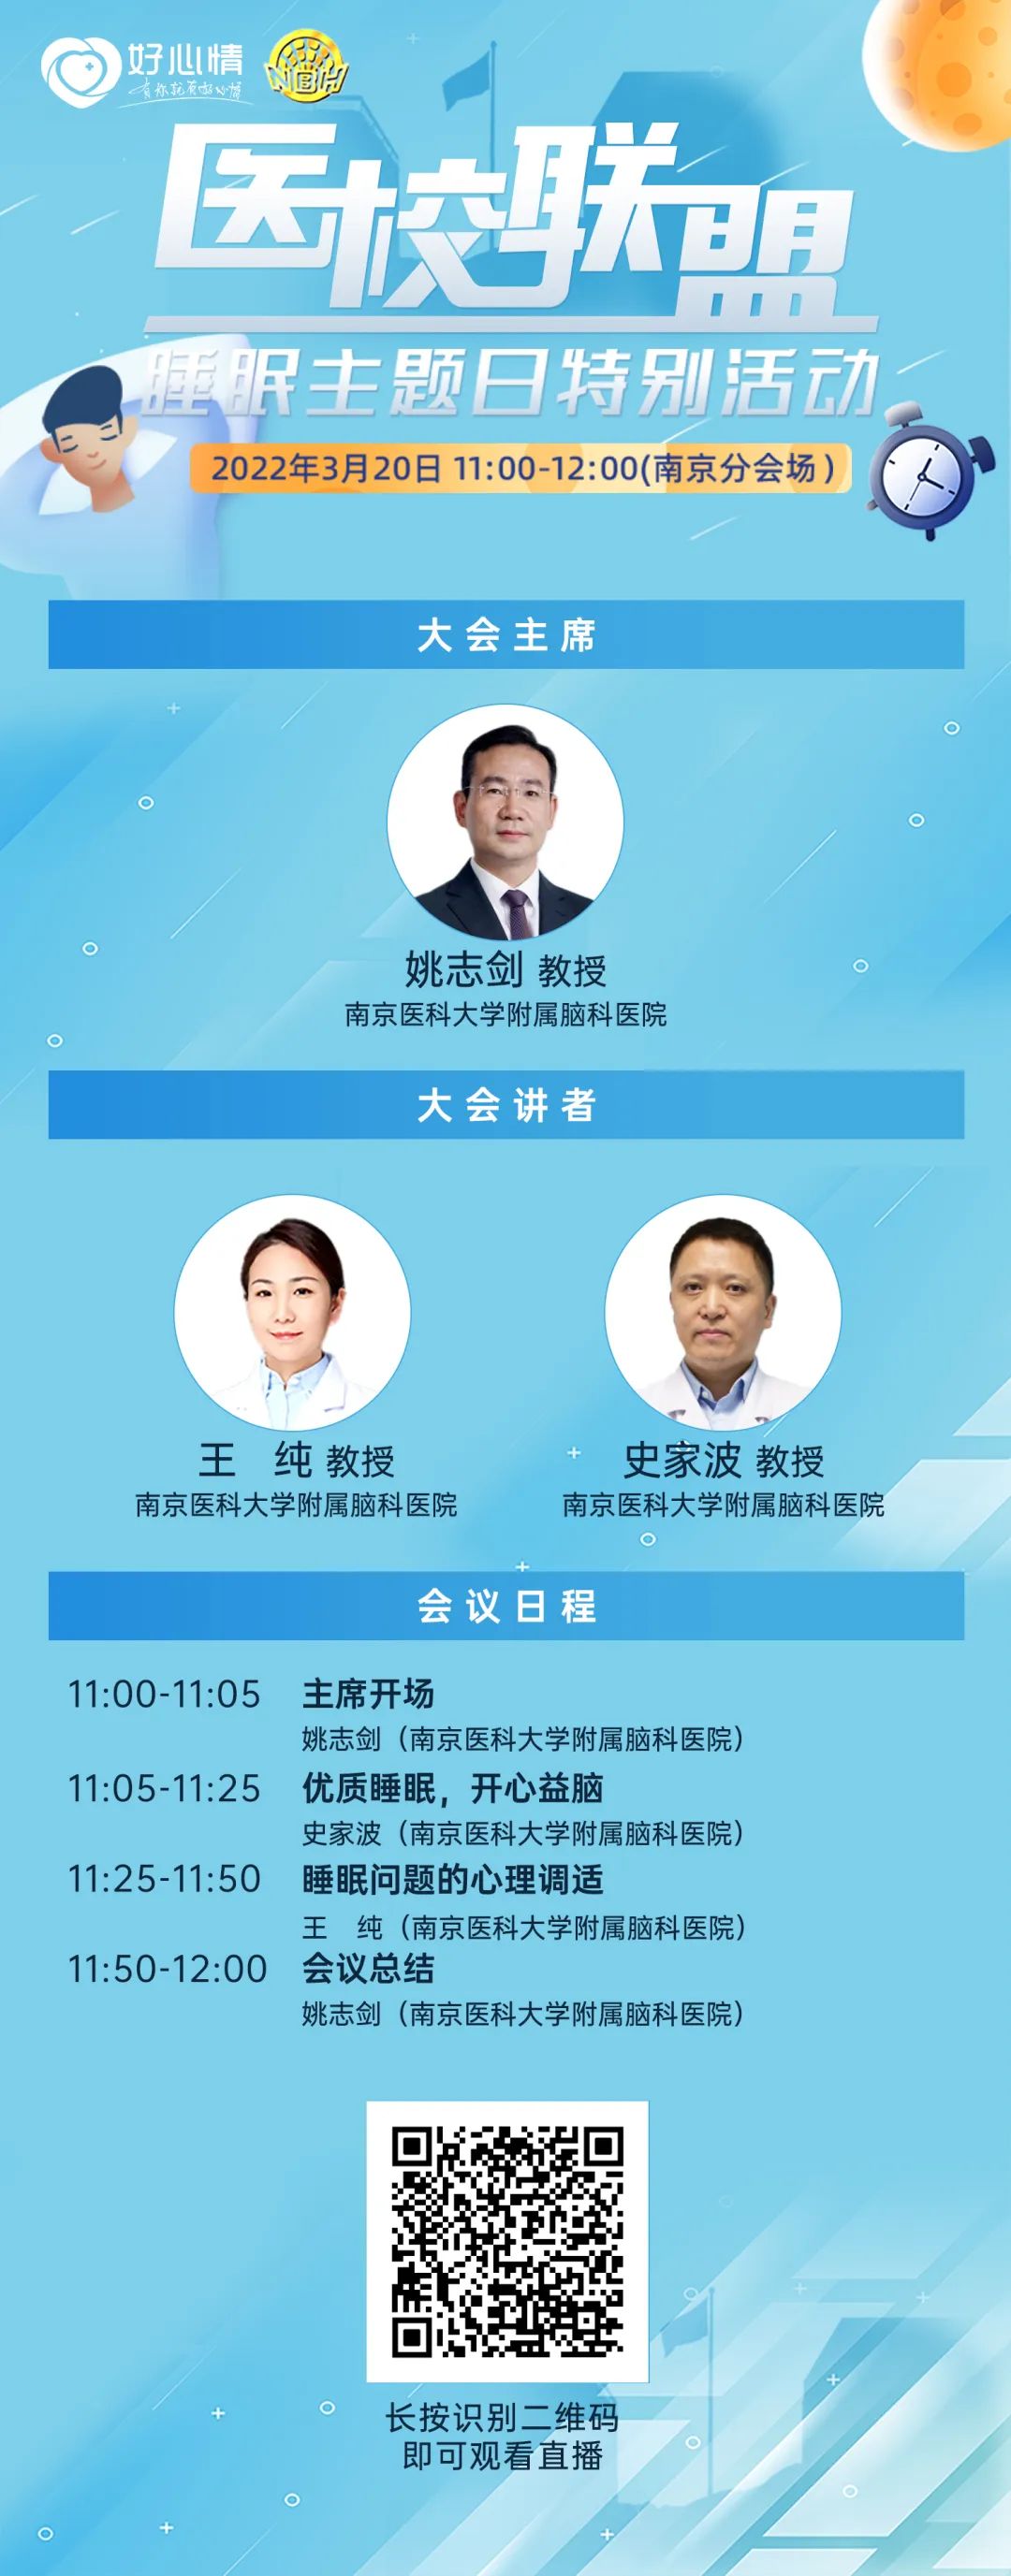 好心情
有你就有好心情
NBH
医校联盟
睡眠主题日特别活动
2022年3月20日 11:00-12:00(南京分会场）
大会主席
姚志剑 教授
南京医科大学附属脑科医院
大会讲者
王　纯 教授
南京医科大学附属脑科医院
史家波 教授
南京医科大学附属脑科医院
会议日程
11:00-11:05 主席开场
姚志剑（南京医科大学附属脑科医院）
11:05-11:25 优质睡眠，开心益脑
史家波（南京医科大学附属脑科医院）
11:25-11:50 睡眠问题的心理调适
王　纯（南京医科大学附属脑科医院）
11:50-12:00 会议总结
姚志剑（南京医科大学附属脑科医院）
长按识别二维码
即可观看直播